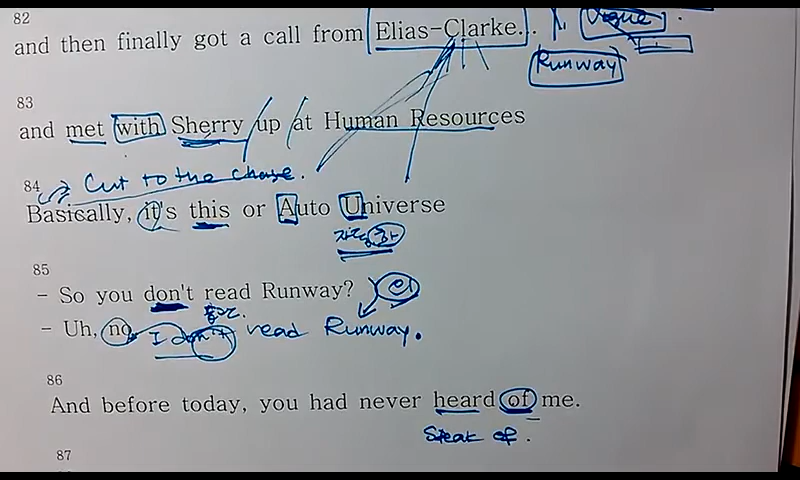 82
and then finally got a call from Elias-Clarke... Vogue
Runway
83
and met with Sherry up at Human Resources
Cut to the chase.
84
Basically, it's this or Auto Universe
85
- So you don't read Runway?
- Uh, no, I don't read Runway.
86
And before today, you had never heard of me.
Speak of.
87